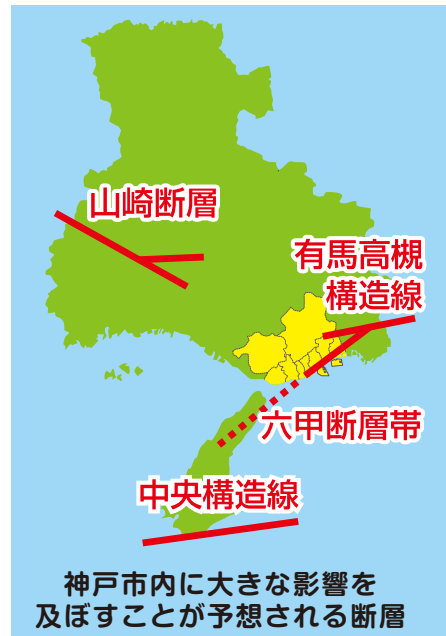 山崎断層
有馬高槻
構造線
六甲断層帯
中央構造線
神戸市内に大きな影響を
及ぼすことが予想される断層